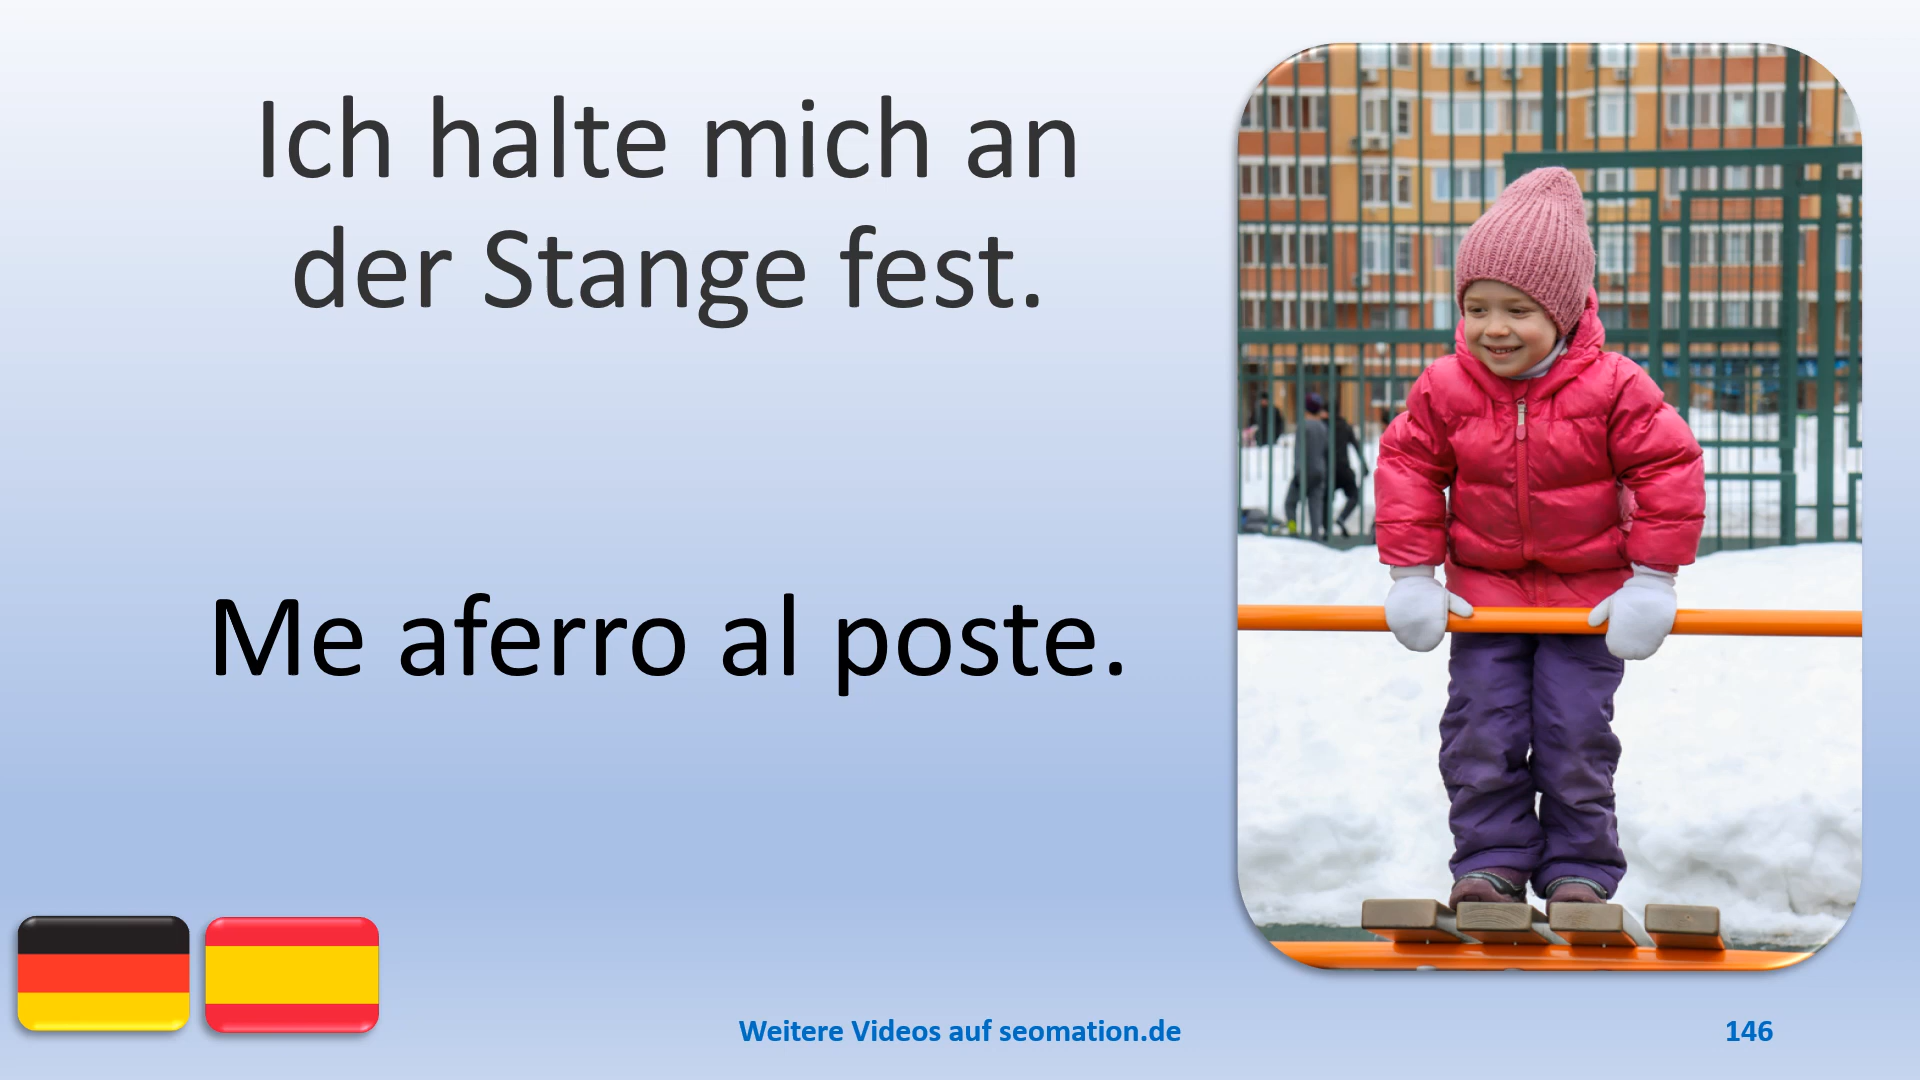 Ich halte mich an
der Stange fest.
Me aferro al poste.
Weitere Videos auf seomation.de
146